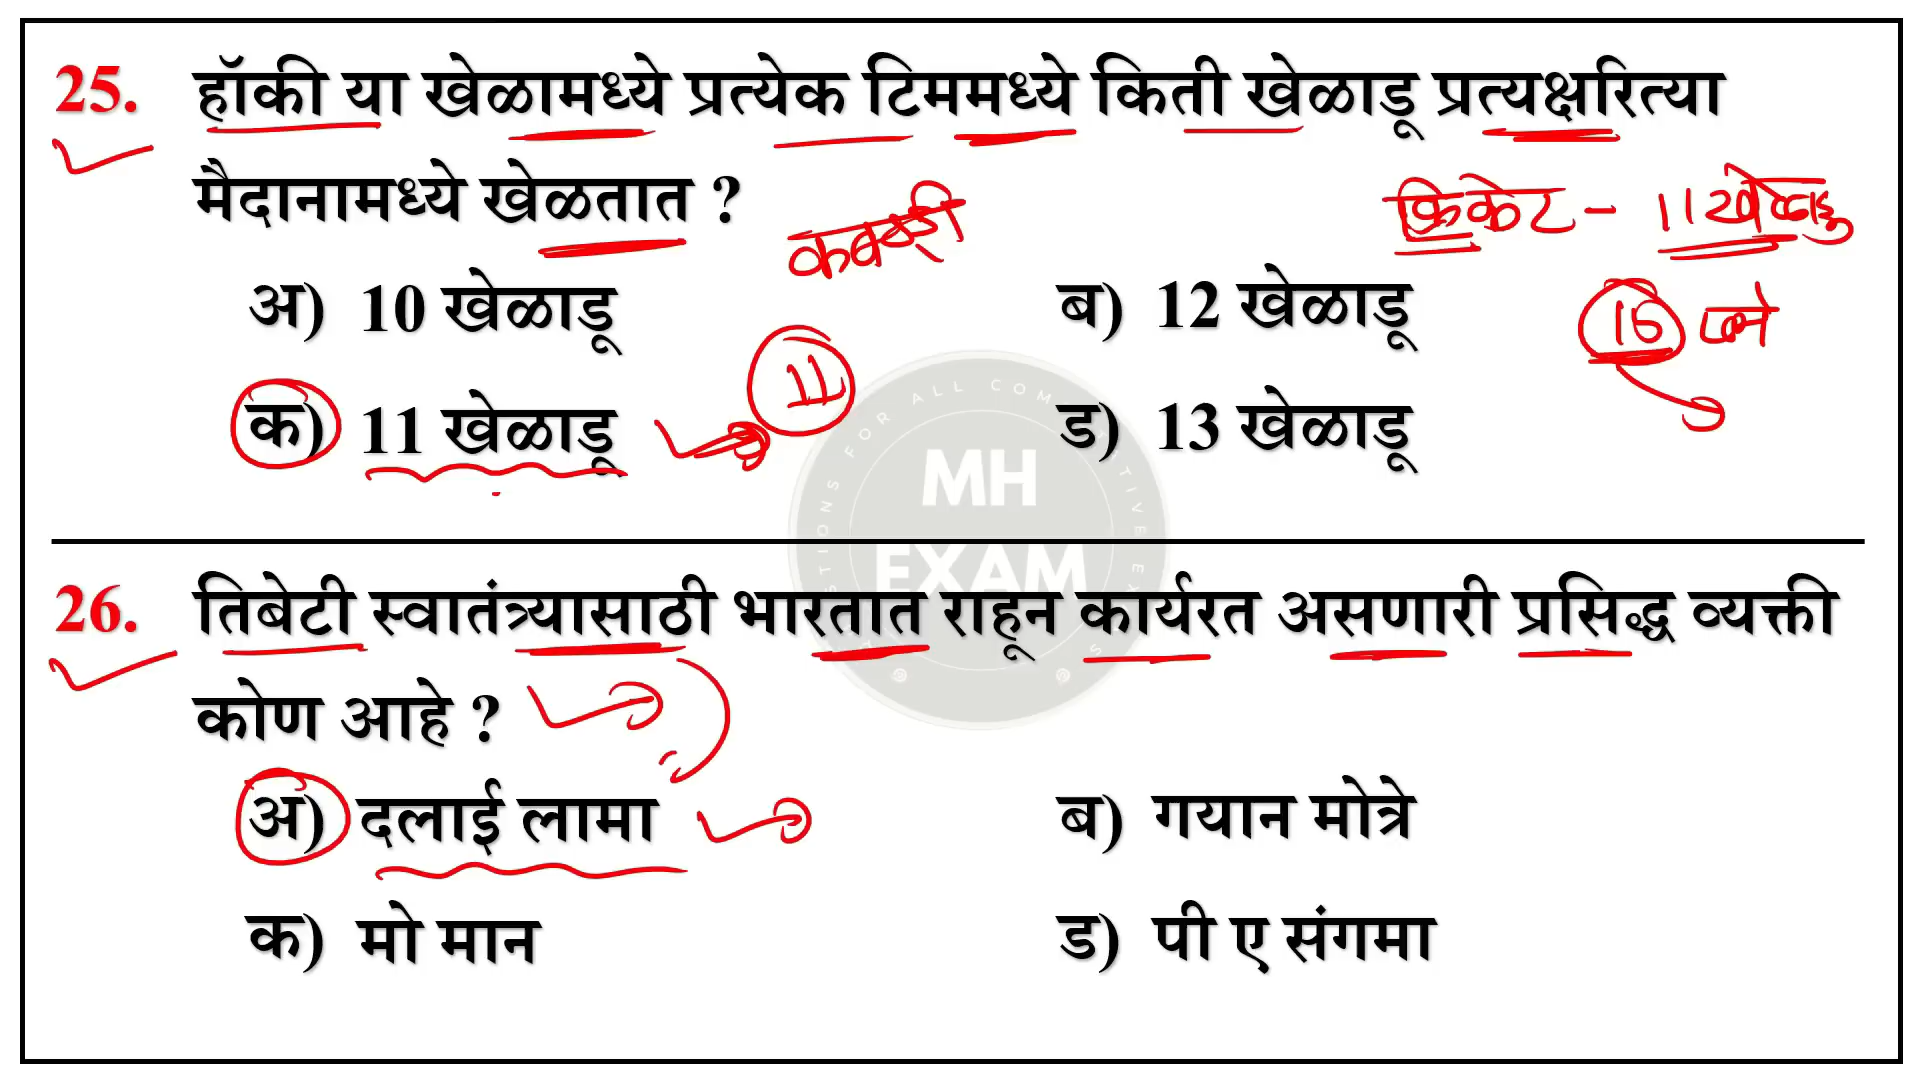 25. हॉकी या खेळामध्ये प्रत्येक टिममध्ये किती खेळाडू प्रत्यक्षरित्या
मैदानामध्ये खेळतात ?
कबड्डी
क्रिकेट - 11 खेळाडू
अ) 10 खेळाडू ब) 12 खेळाडू
11
क) 11 खेळाडू ड) 13 खेळाडू
MH
EXAM
26. तिबेटी स्वातंत्र्यासाठी भारतात राहून कार्यरत असणारी प्रसिद्ध व्यक्ती
कोण आहे ?
अ) दलाई लामा ब) गयान मोत्रे
क) मो मान ड) पी ए संगमा